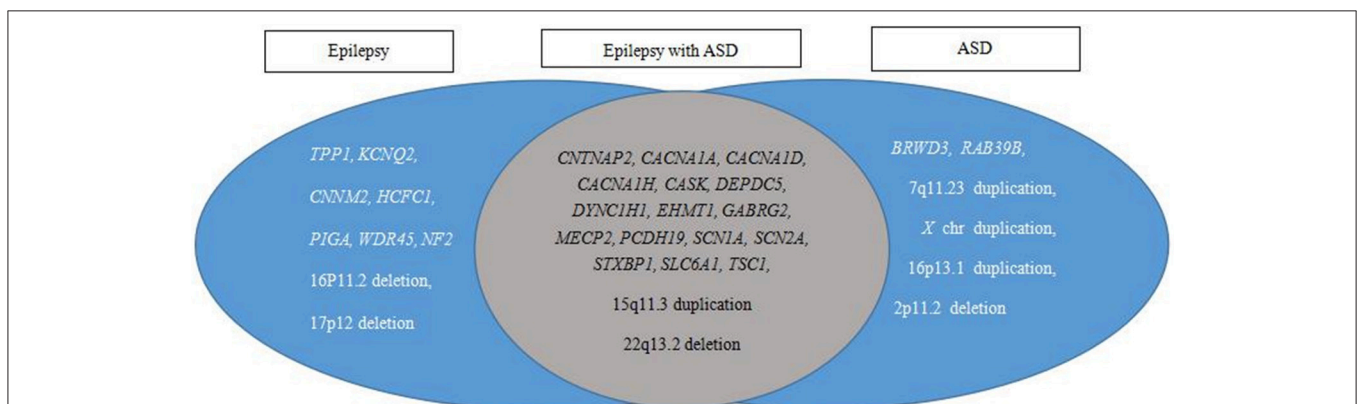 Epilepsy
Epilepsy with ASD
ASD
TPP1, KCNQ2,
CNNM2, HCFC1,
PIGA, WDR45, NF2
16P11.2 deletion,
17p12 deletion
CNTNAP2, CACNA1A, CACNA1D,
CACNA1H, CASK, DEPDC5,
DYNC1H1, EHMT1, GABRG2,
MECP2, PCDH19, SCN1A, SCN2A,
STXBP1, SLC6A1, TSC1,
15q11.3 duplication
22q13.2 deletion
BRWD3, RAB39B,
7q11.23 duplication,
X chr duplication,
16p13.1 duplication,
2p11.2 deletion